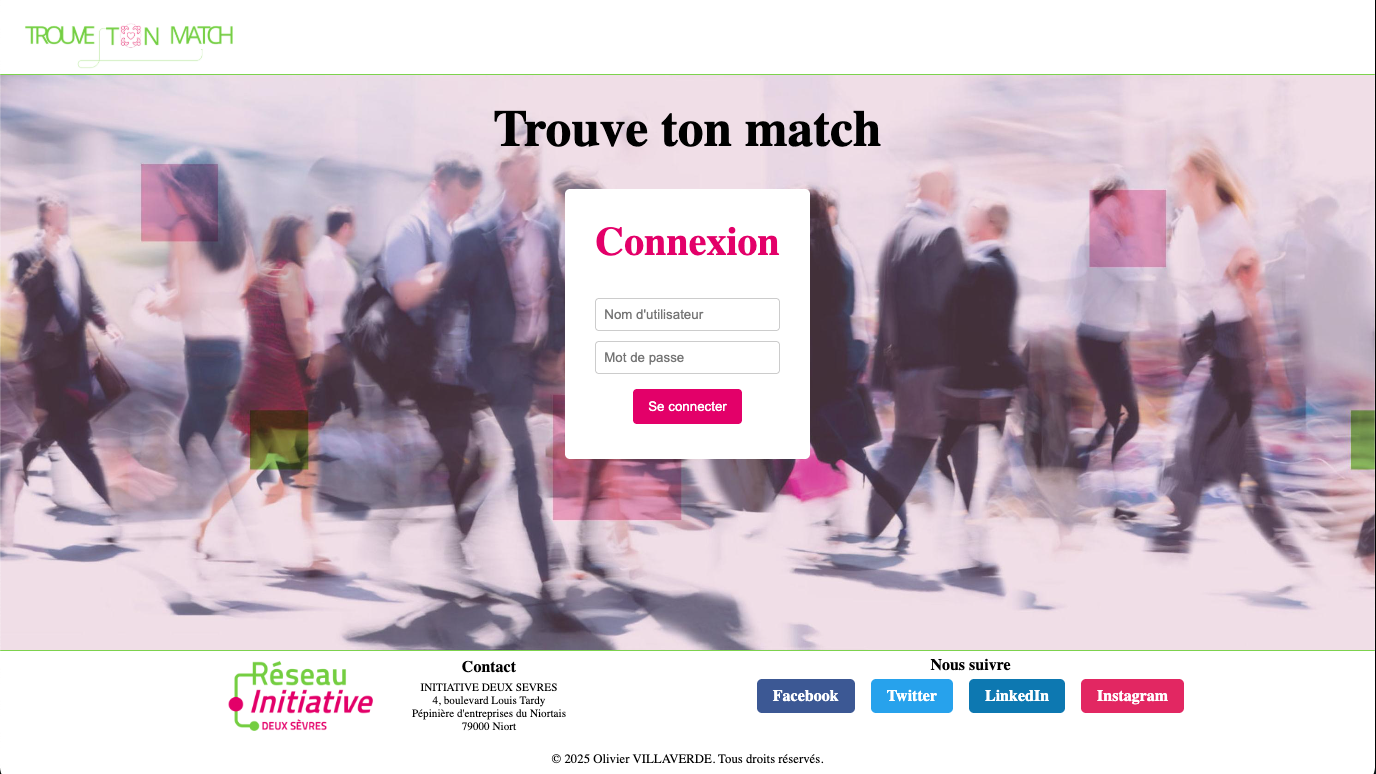 TROUVE TON MATCH
Trouve ton match
Connexion
Nom d'utilisateur
Mot de passe
Se connecter
Réseau
Initiative
DEUX SÈVRES
Contact
INITIATIVE DEUX SEVRES
4, boulevard Louis Tardy
Pépinière d'entreprises du Niortais
79000 Niort
Nous suivre
Facebook
Twitter
LinkedIn
Instagram
© 2025 Olivier VILLAVERDE. Tous droits réservés.